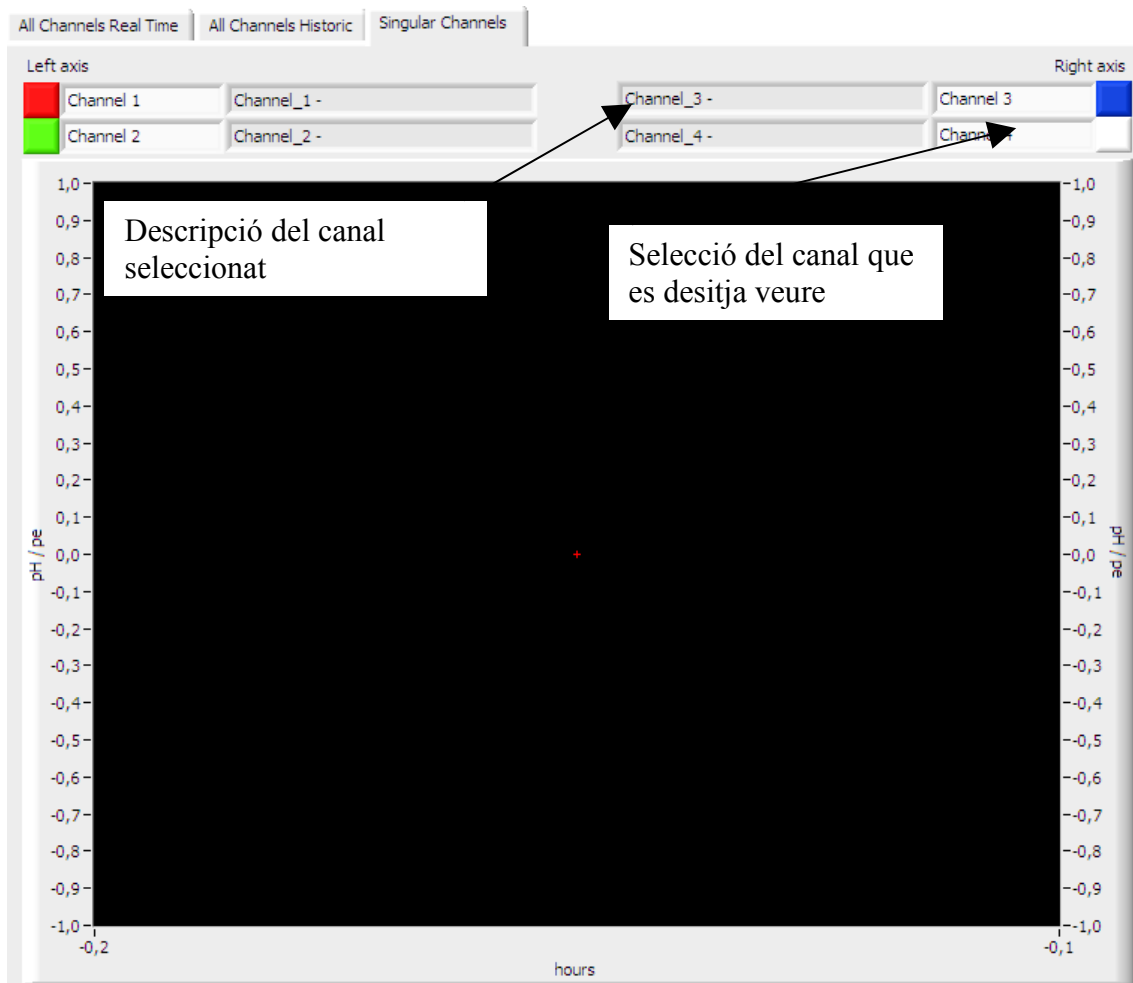 All Channels Real Time All Channels Historic Singular Channels
Left axis Right axis
Channel 1 Channel_1 - Channel_3 - Channel 3
Channel 2 Channel_2 - Channel_4 -
1,0 1,0
0,9 0,9
0,8 0,8
0,7 0,7
0,6 0,6
0,5 0,5
0,4 0,4
0,3 0,3
0,2 0,2
0,1 0,1
0,0 0,0
-0,1 -0,1
-0,2 -0,2
-0,3 -0,3
-0,4 -0,4
-0,5 -0,5
-0,6 -0,6
-0,7 -0,7
-0,8 -0,8
-0,9 -0,9
-1,0 -1,0
pH / pe
pH / pe
Descripció del canal
seleccionat
Selecció del canal que
es desitja veure
-0,2 -0,1
hours